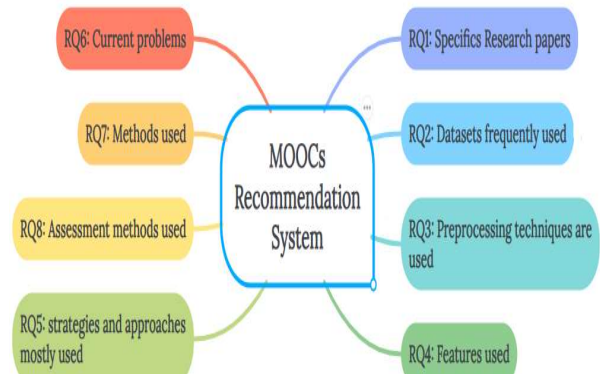 RQ6: Current problems
RQ7: Methods used
RQ8: Assessment methods used
RQ5: strategies and approaches
mostly used
MOOCs
Recommendation
System
RQ1: Specifics Research papers
RQ2: Datasets frequently used
RQ3: Preprocessing techniques are
used
RQ4: Features used